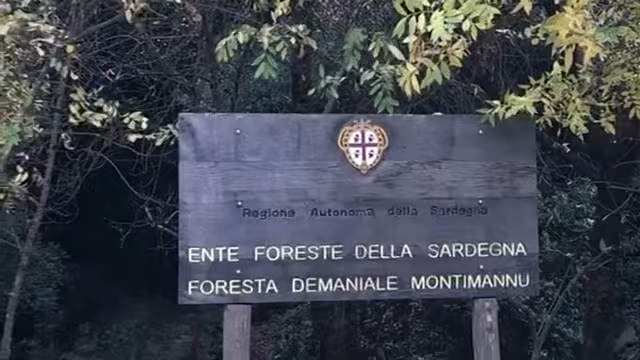 Regione Autonoma della Sardegna
ENTE FORESTE DELLA SARDEGNA
FORESTA DEMANIALE MONTIMANNU